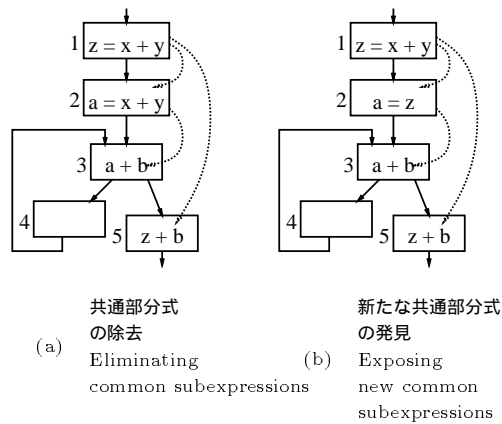 1
z = x + y
2
a = x + y
3
a + b
4
5
z + b
(a)
共通部分式
の除去
Eliminating
common subexpressions
1
z = x + y
2
a = z
3
a + b
4
5
z + b
(b)
新たな共通部分式
の発見
Exposing
new common
subexpressions